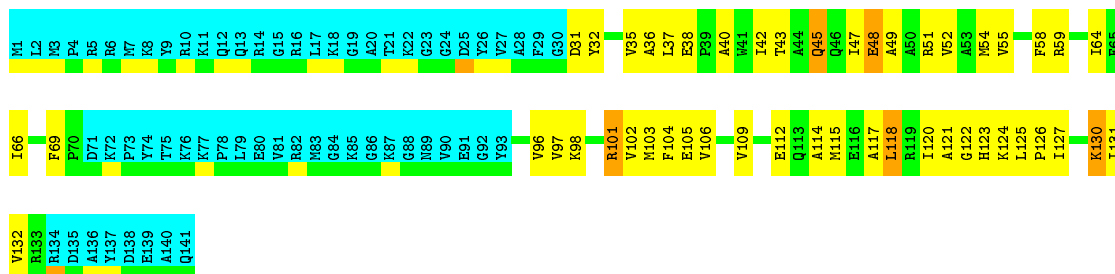 M1 L2 M3 P4 R5 R6 M7 K8 Y9 R10 K11 Q12 Q13 R14 G15 R16 L17 K18 G19 A20 T21 K22 G23 G24 D25 Y26 V27 A28 F29 G30 D31 Y32 V35 A36 L37 E38 P39 A40 W41 I42 T43 A44 Q45 Q46 I47 E48 A49 A50 R51 V52 A53 M54 V55 F58 R59 I64 F65
I66 F69 P70 D71 K72 P73 Y74 T75 K76 K77 P78 L79 E80 V81 R82 M83 G84 K85 G86 K87 G88 N89 V90 E91 G92 Y93 V96 V97 K98 R101 V102 M103 F104 E105 V106 V109 E112 Q113 A114 M115 E116 A117 L118 R119 I120 A121 G122 H123 K124 L125 P126 I127 K130 I131
V132 R133 R134 D135 A136 Y137 D138 E139 A140 Q141